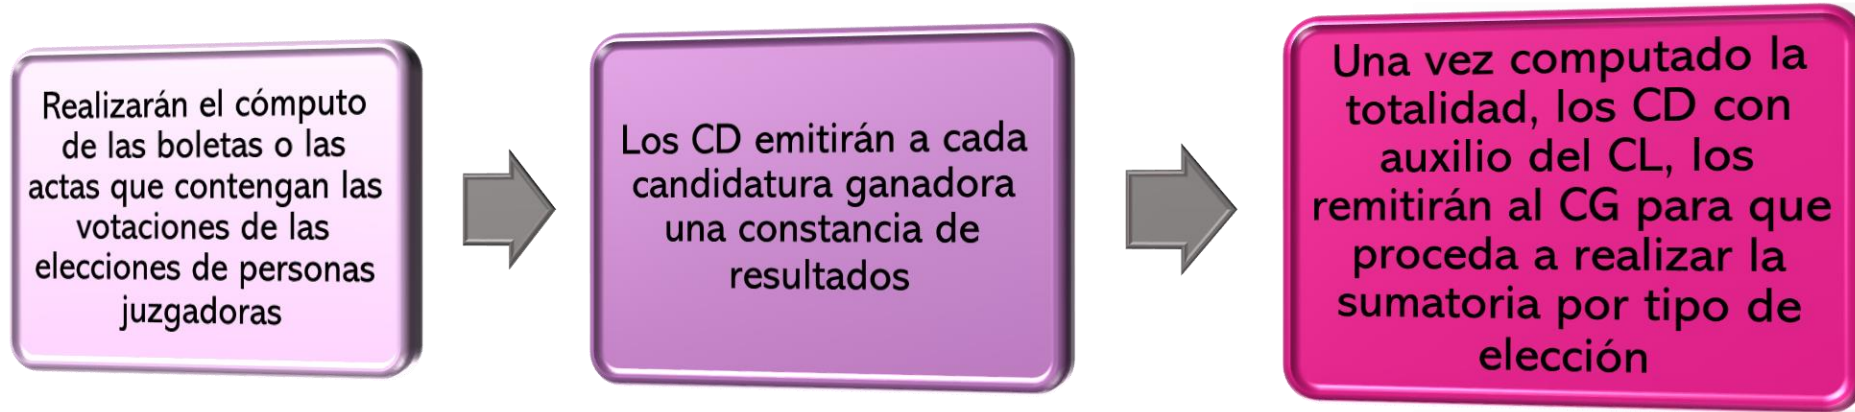 Realizarán el cómputo
de las boletas o las
actas que contengan las
votaciones de las
elecciones de personas
juzgadoras
Los CD emitirán a cada
candidatura ganadora
una constancia de
resultados
Una vez computado la
totalidad, los CD con
auxilio del CL, los
remitirán al CG para que
proceda a realizar la
sumatoria por tipo de
elección